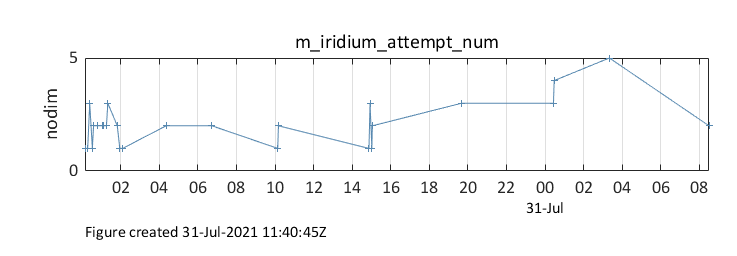 m_iridium_attempt_num
5
nodim
0
02 04 06 08 10 12 14 16 18 20 22 00 02 04 06 08
31-Jul
Figure created 31-Jul-2021 11:40:45Z